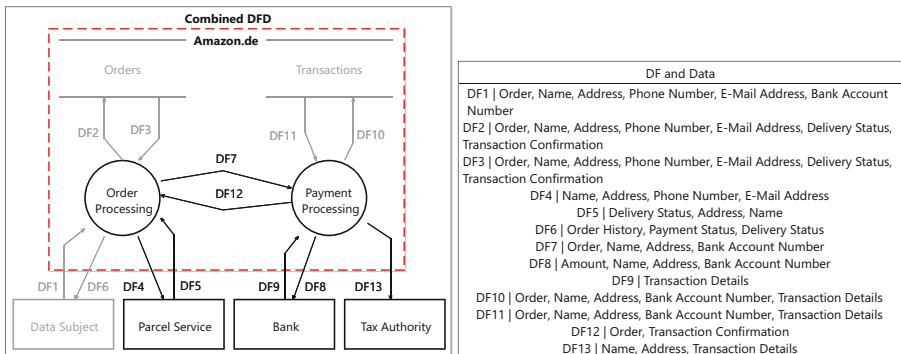 Combined DFD
Amazon.de
Orders
Transactions
DF2
DF3
DF11
DF10
DF7
DF12
Order
Processing
Payment
Processing
DF1
DF6
DF4
DF5
DF9
DF8
DF13
Data Subject
Parcel Service
Bank
Tax Authority
DF and Data
DF1 | Order, Name, Address, Phone Number, E-Mail Address, Bank Account
Number
DF2 | Order, Name, Address, Phone Number, E-Mail Address, Delivery Status,
Transaction Confirmation
DF3 | Order, Name, Address, Phone Number, E-Mail Address, Delivery Status,
Transaction Confirmation
DF4 | Name, Address, Phone Number, E-Mail Address
DF5 | Delivery Status, Address, Name
DF6 | Order History, Payment Status, Delivery Status
DF7 | Order, Name, Address, Bank Account Number
DF8 | Amount, Name, Address, Bank Account Number
DF9 | Transaction Details
DF10 | Order, Name, Address, Bank Account Number, Transaction Details
DF11 | Order, Name, Address, Bank Account Number, Transaction Details
DF12 | Order, Transaction Confirmation
DF13 | Name, Address, Transaction Details